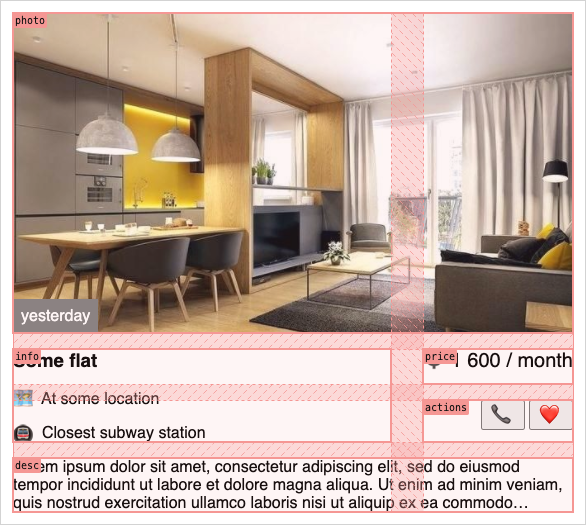 photo
yesterday
info
Some flat
price
1 600 / month
At some location
actions
Closest subway station
desc
em ipsum dolor sit amet, consectetur adipiscing elit, sed do eiusmod
tempor incididunt ut labore et dolore magna aliqua. Ut enim ad minim veniam,
quis nostrud exercitation ullamco laboris nisi ut aliquip ex ea commodo…